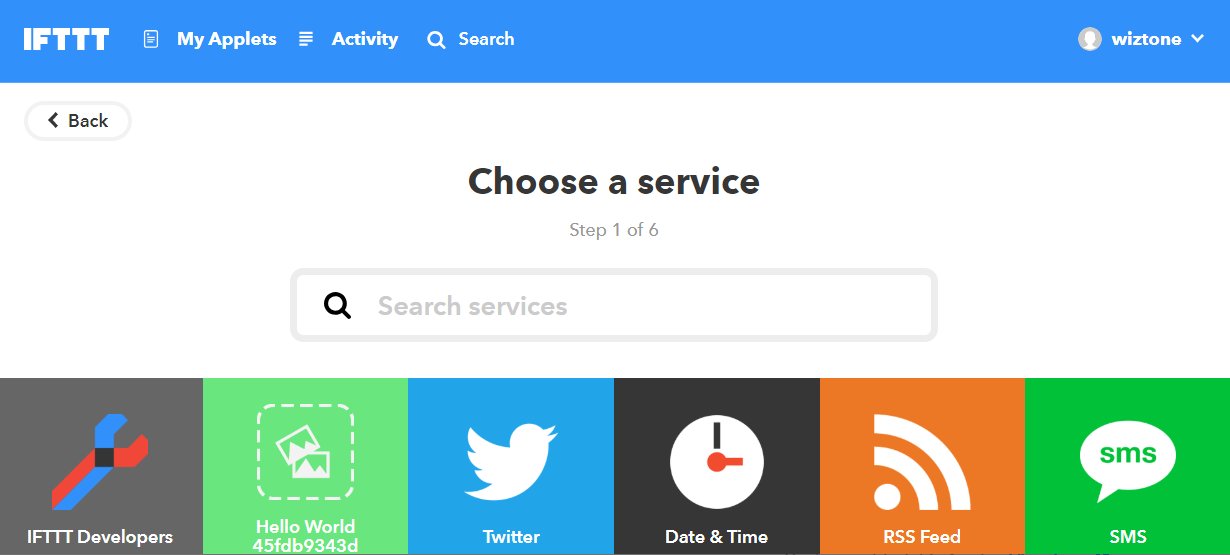 IFTTT My Applets Activity Search wiztone
Back
Choose a service
Step 1 of 6
Search services
sms
IFTTT Developers
Hello World
45fdb9343d
Twitter
Date & Time
RSS Feed
SMS